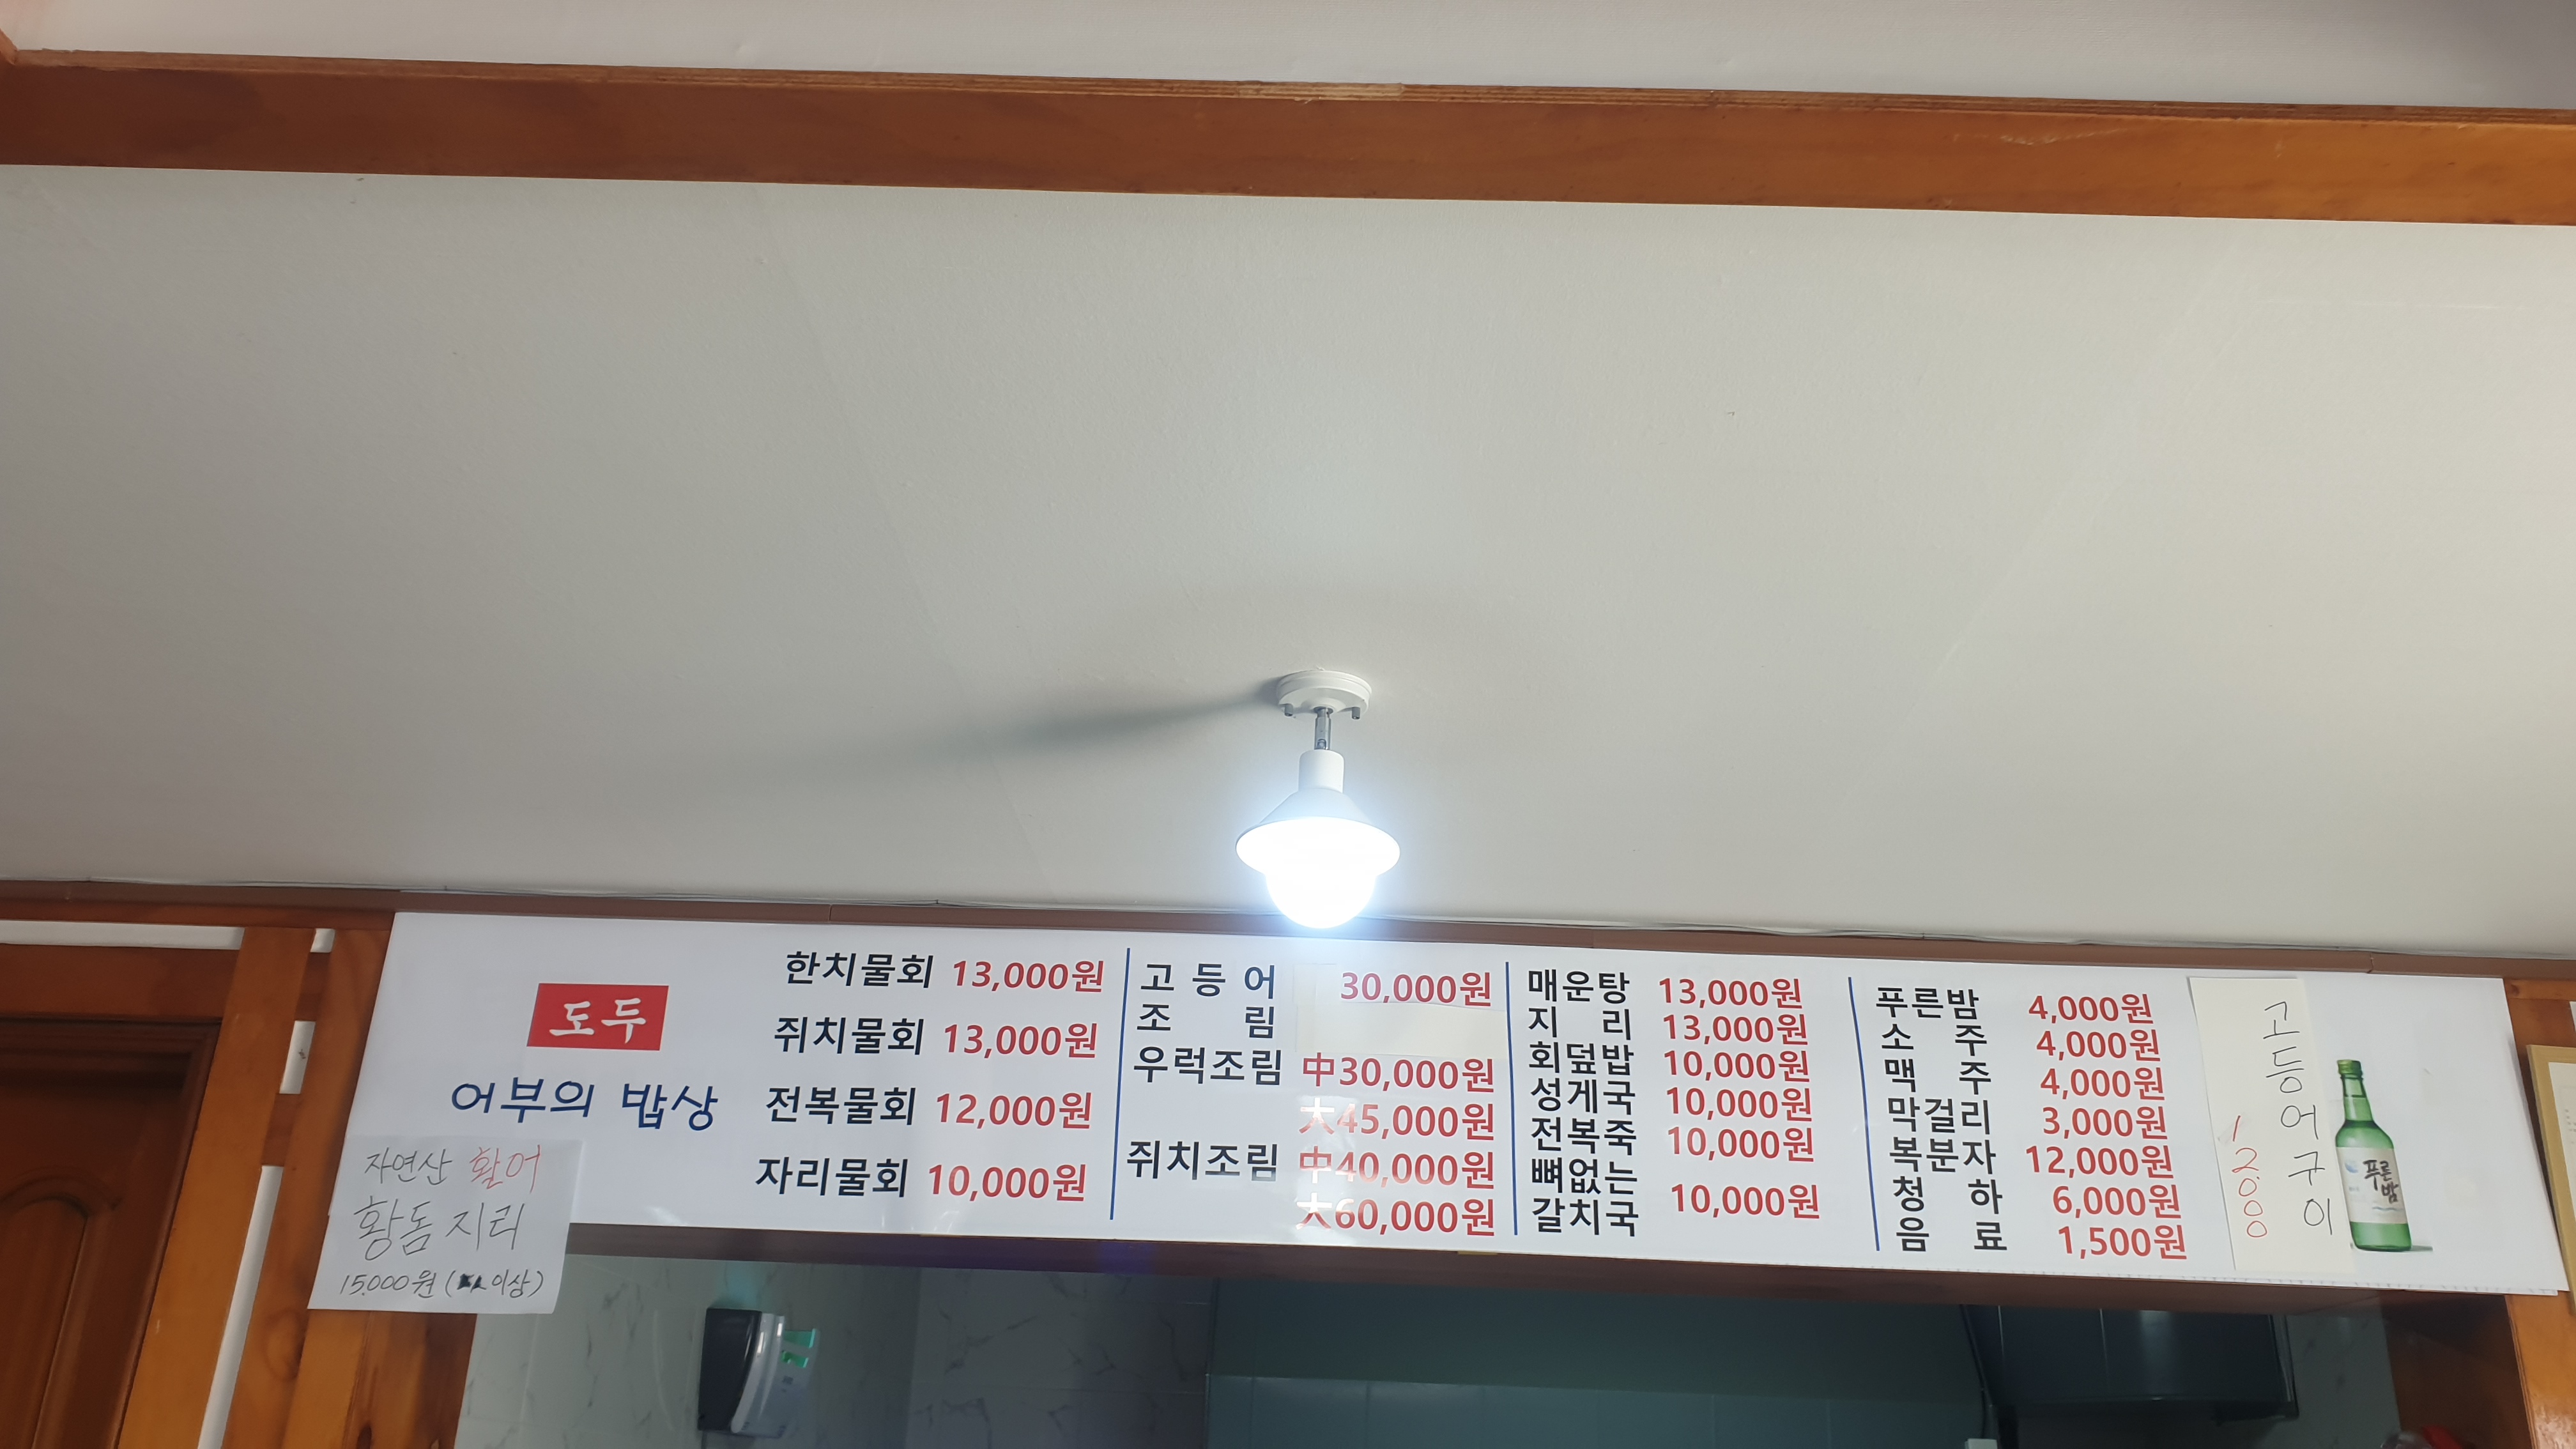 도두
어부의 밥상
자연산 활어
황돔지리
15.000원 ( 이상)
한치물회 13,000원
쥐치물회 13,000원
전복물회 12,000원
자리물회 10,000원
고등어 30,000원
조림
우럭조림 中30,000원
大45,000원
쥐치조림 中40,000원
大60,000원
매운탕 13,000원
지리 13,000원
회덮밥 10,000원
성게국 10,000원
전복죽 10,000원
뼈없는
갈치국 10,000원
푸른밤 4,000원
소주 4,000원
맥주 4,000원
막걸리 3,000원
복분자 12,000원
청하 6,000원
음료 1,500원
고등어구이
12.000
푸른
밤